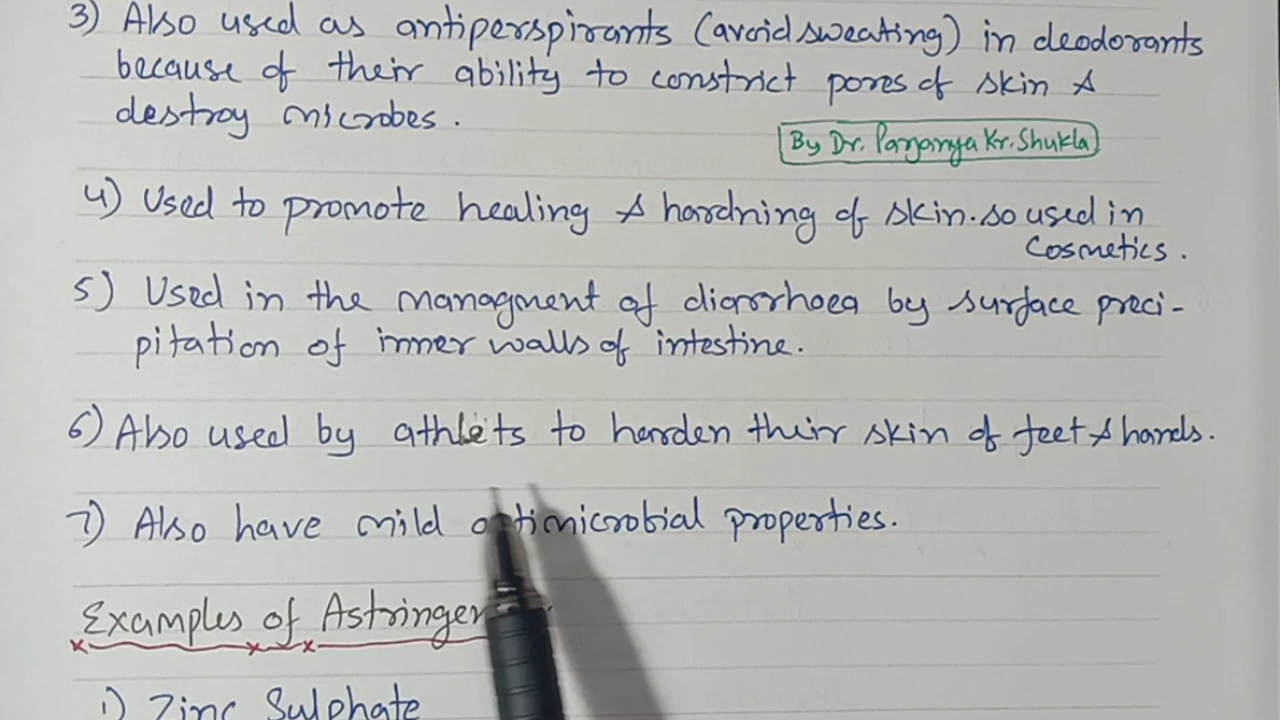 3) Also used as antiperspirants (avoid sweating) in deodorants
because of their ability to constrict pores of skin &
destroy microbes.
By Dr. Parjanya Kr. Shukla
4) Used to promote healing & hardning of skin. so used in
Cosmetics.
5) Used in the managment of diarrhoea by surface preci-
pitation of inner walls of intestine.
6) Also used by athlets to harden their skin of feet & hands.
7) Also have mild antimicrobial properties.
Examples of Astringen
1) Zinc Sulphate